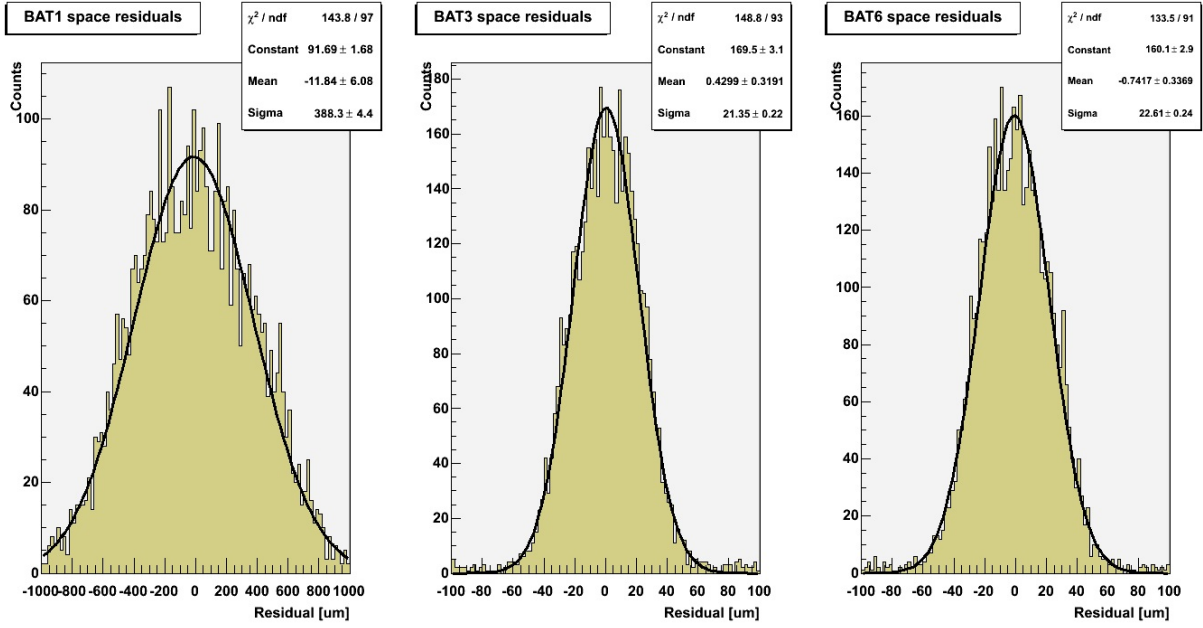 BAT1 space residuals
χ² / ndf 143.8 / 97
Constant 91.69 ± 1.68
Mean -11.84 ± 6.08
Sigma 388.3 ± 4.4
Counts
100
80
60
40
20
0
-1000 -800 -600 -400 -200 0 200 400 600 800 1000
Residual [um]
BAT3 space residuals
χ² / ndf 148.8 / 93
Constant 169.5 ± 3.1
Mean 0.4299 ± 0.3191
Sigma 21.35 ± 0.22
Counts
180
160
140
120
100
80
60
40
20
0
-100 -80 -60 -40 -20 0 20 40 60 80 100
Residual [um]
BAT6 space residuals
χ² / ndf 133.5 / 91
Constant 160.1 ± 2.9
Mean -0.7417 ± 0.3369
Sigma 22.61 ± 0.24
Counts
160
140
120
100
80
60
40
20
0
-100 -80 -60 -40 -20 0 20 40 60 80 100
Residual [um]